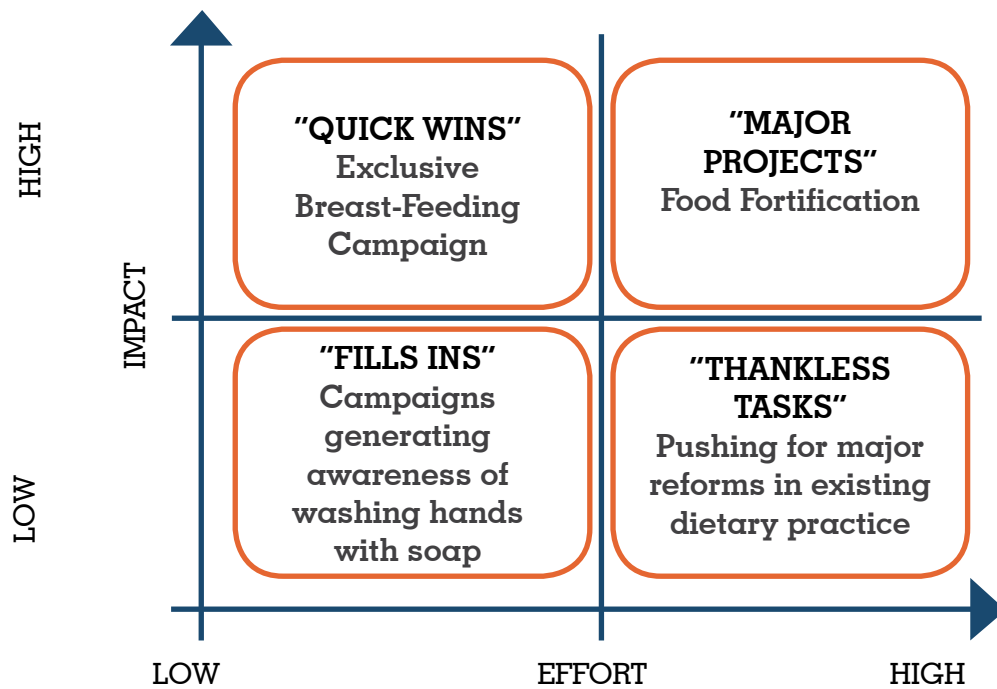 HIGH
IMPACT
LOW
"QUICK WINS"
Exclusive
Breast-Feeding
Campaign
"MAJOR
PROJECTS"
Food Fortification
"FILLS INS"
Campaigns
generating
awareness of
washing hands
with soap
"THANKLESS
TASKS"
Pushing for major
reforms in existing
dietary practice
LOW
EFFORT
HIGH